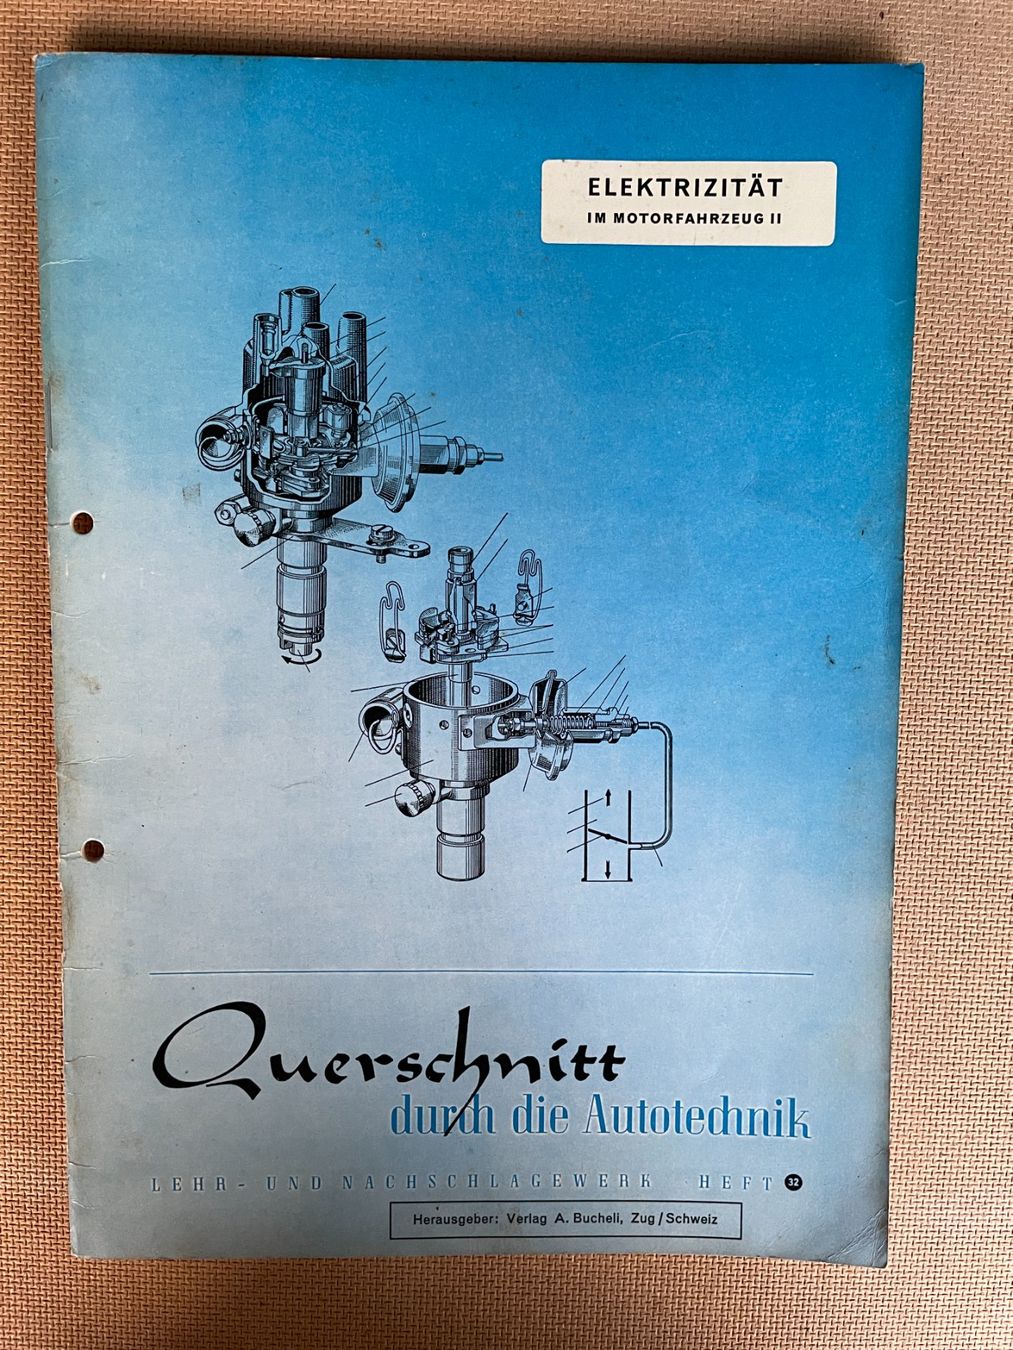 ELEKTRIZITÄT
IM MOTORFAHRZEUG II
Querschnitt
durch die Autotechnik
LEHR- UND NACHSCHLAGEWERK · HEFT 32
Herausgeber: Verlag A. Bucheli, Zug / Schweiz